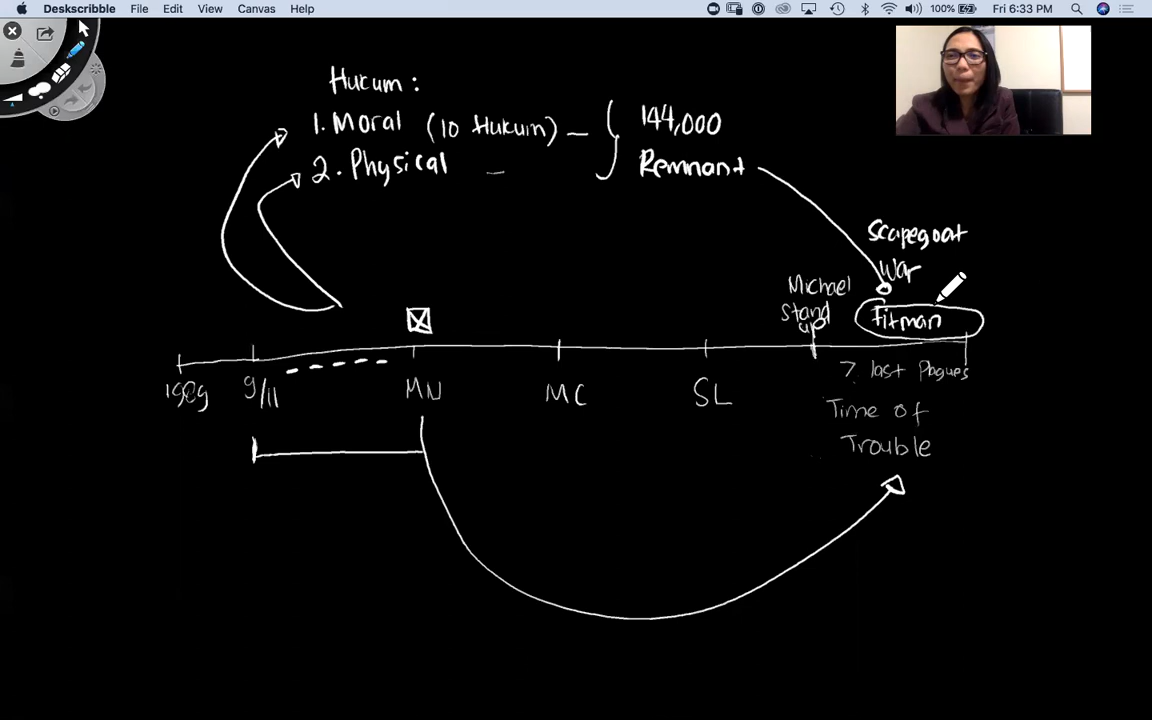 Deskscribble File Edit View Canvas Window Help 100% Fri 6:33 PM
Hukum :
1. Moral (10 Hukum) - 144,000
2. Physical - Remnant
Scapegoat
War
Michael
Stand
up
Fitman
1989 9/11 MN MC SL
7 last Plagues
Time of
Trouble